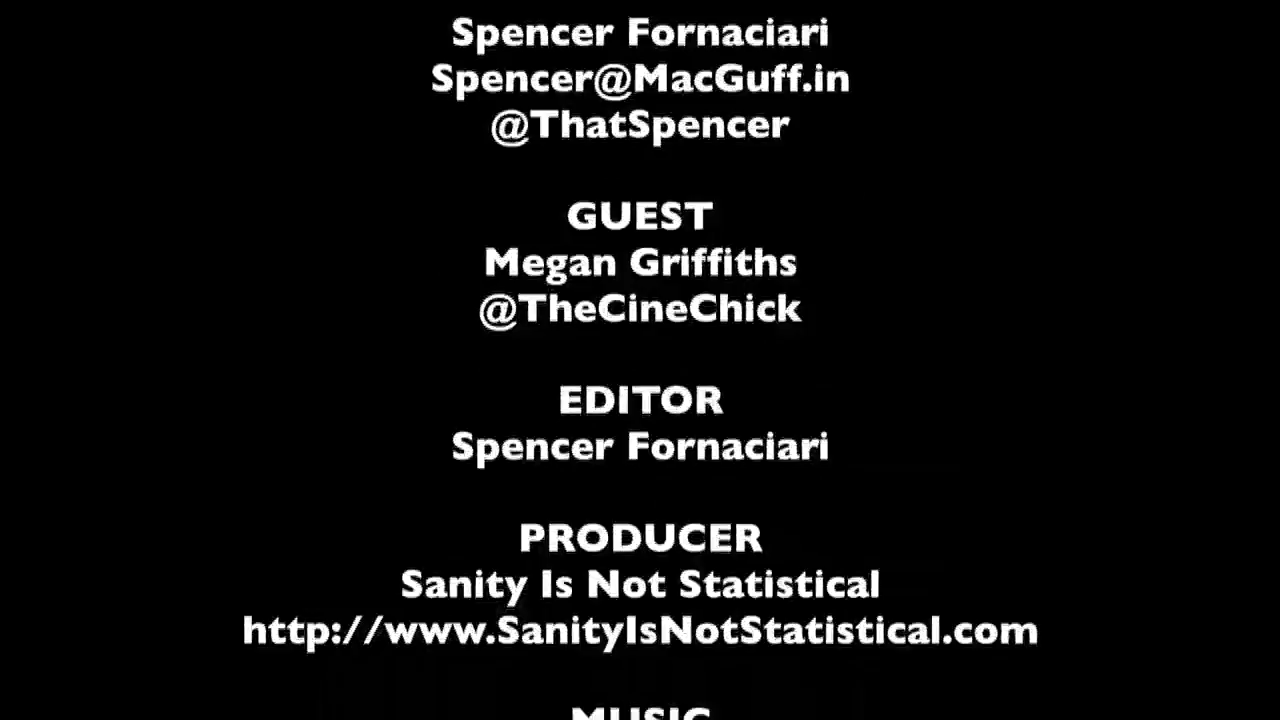 Spencer Fornaciari
Spencer@MacGuff.in
@ThatSpencer
GUEST
Megan Griffiths
@TheCineChick
EDITOR
Spencer Fornaciari
PRODUCER
Sanity Is Not Statistical
http://www.SanityIsNotStatistical.com
MUSIC